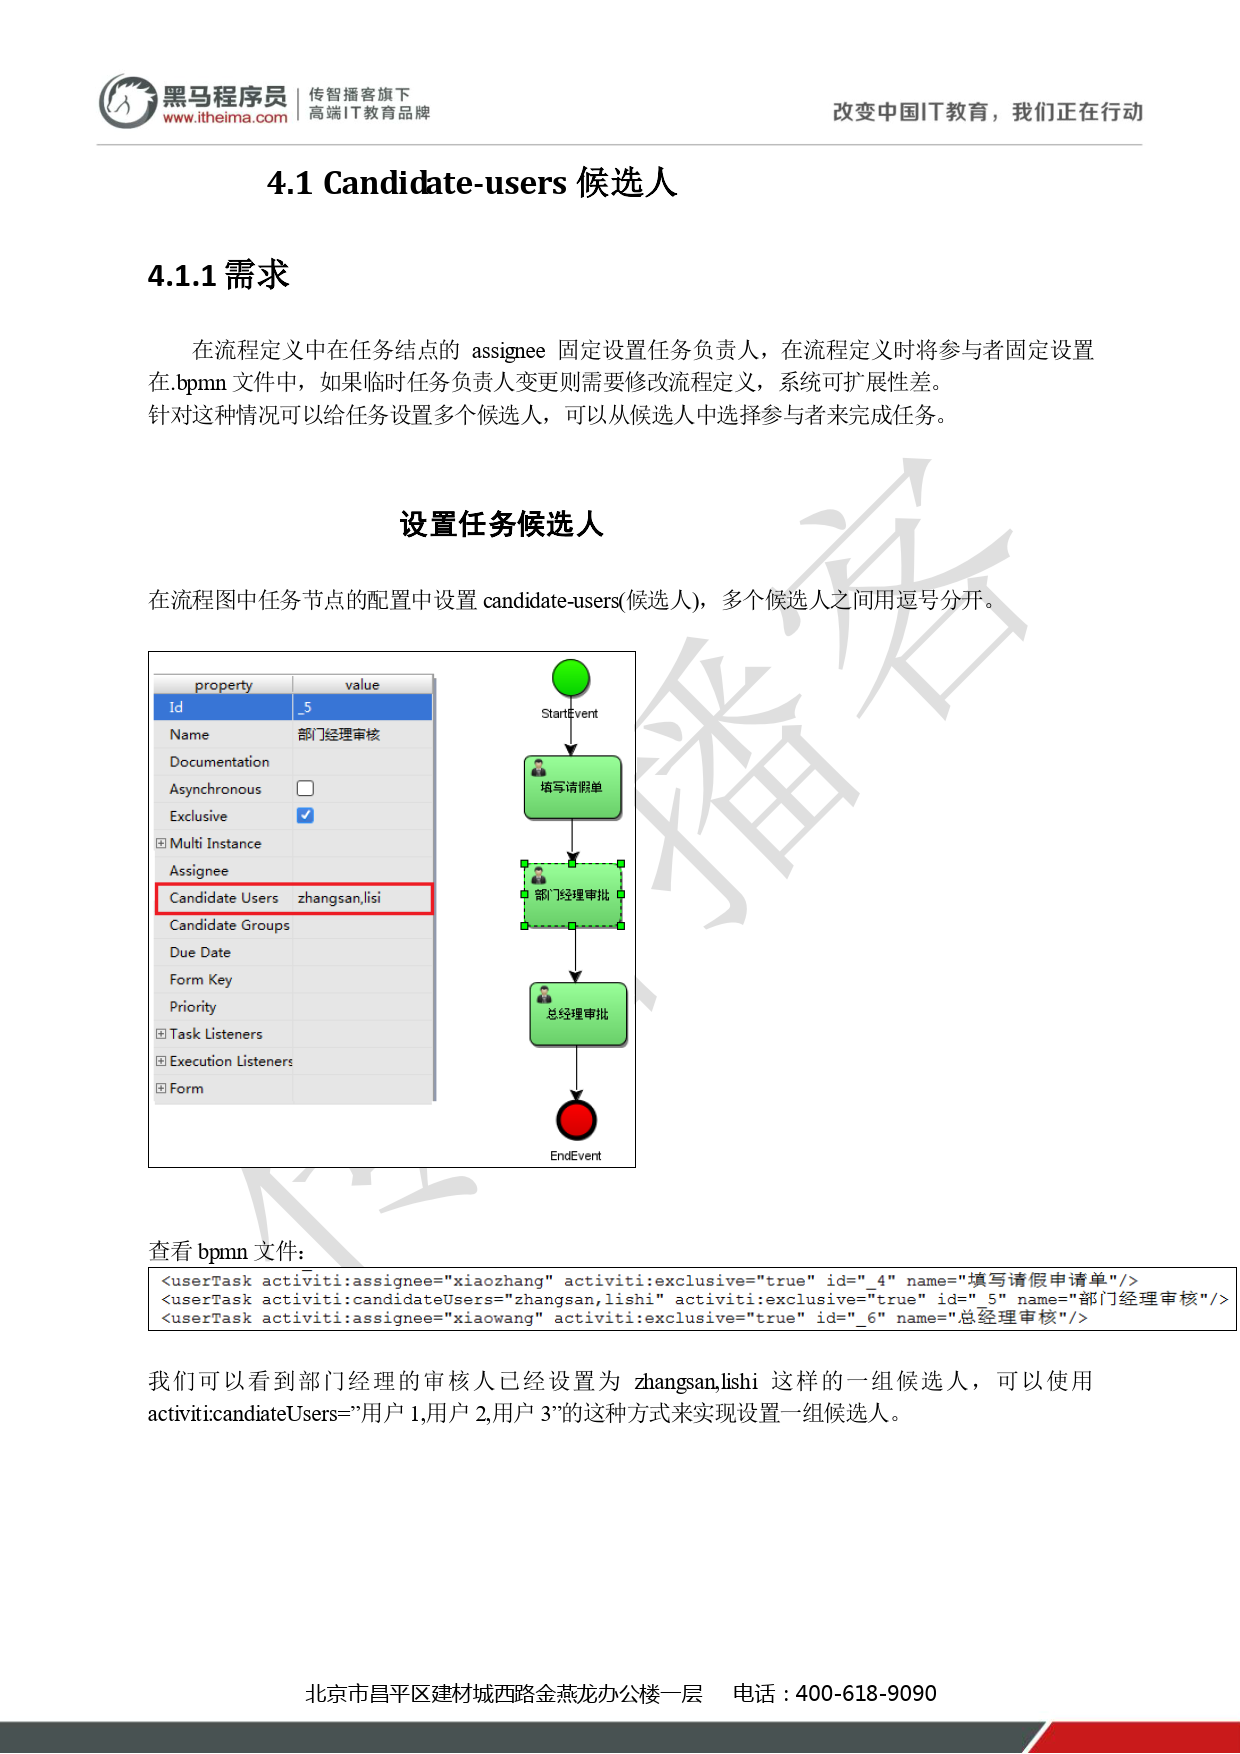 黑马程序员
www.itheima.com
传智播客旗下
高端IT教育品牌
改变中国IT教育，我们正在行动
4.1 Candidate-users 候选人
4.1.1 需求
在流程定义中在任务结点的 assignee 固定设置任务负责人，在流程定义时将参与者固定设置
在.bpmn 文件中，如果临时任务负责人变更则需要修改流程定义，系统可扩展性差。
针对这种情况可以给任务设置多个候选人，可以从候选人中选择参与者来完成任务。
设置任务候选人
在流程图中任务节点的配置中设置 candidate-users(候选人)，多个候选人之间用逗号分开。
property value
Id _5
Name 部门经理审核
Documentation
Asynchronous
Exclusive
Multi Instance
Assignee
Candidate Users zhangsan,lisi
Candidate Groups
Due Date
Form Key
Priority
Task Listeners
Execution Listeners
Form
StartEvent
填写请假单
部门经理审批
总经理审批
EndEvent
查看 bpmn 文件：
<userTask activiti:assignee="xiaozhang" activiti:exclusive="true" id="_4" name="填写请假申请单"/>
<userTask activiti:candidateUsers="zhangsan,lishi" activiti:exclusive="true" id="_5" name="部门经理审核"/>
<userTask activiti:assignee="xiaowang" activiti:exclusive="true" id="_6" name="总经理审核"/>
我们可以看到部门经理的审核人已经设置为 zhangsan,lishi 这样的一组候选人，可以使用
activiti:candiateUsers=”用户 1,用户 2,用户 3”的这种方式来实现设置一组候选人。
北京市昌平区建材城西路金燕龙办公楼一层 电话：400-618-9090
播客